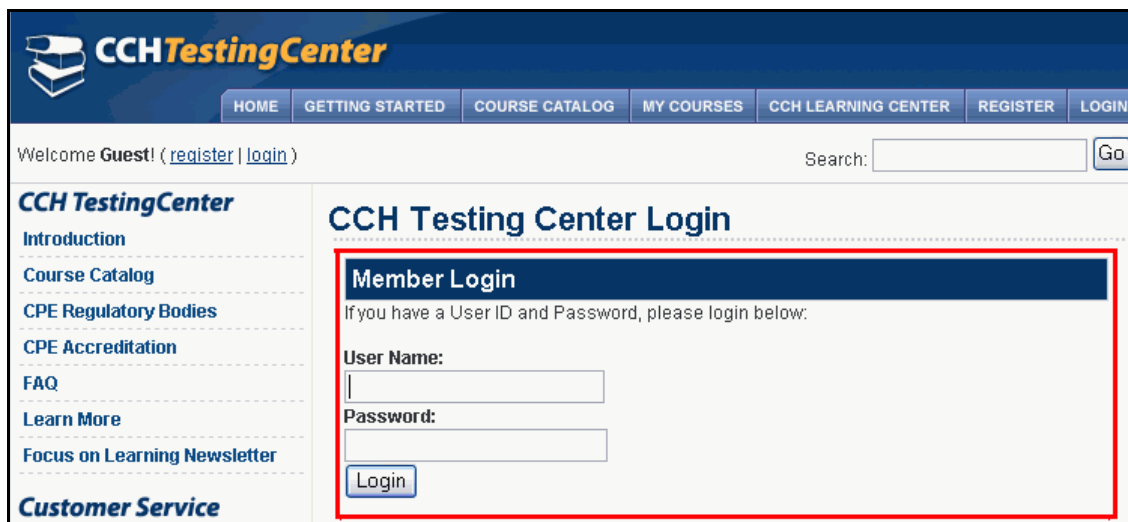 CCHTestingCenter
HOME GETTING STARTED COURSE CATALOG MY COURSES CCH LEARNING CENTER REGISTER LOGIN
Welcome Guest! ( register | login )
Search: Go
CCH TestingCenter
Introduction
Course Catalog
CPE Regulatory Bodies
CPE Accreditation
FAQ
Learn More
Focus on Learning Newsletter
Customer Service
CCH Testing Center Login
Member Login
If you have a User ID and Password, please login below:
User Name:
Password:
Login